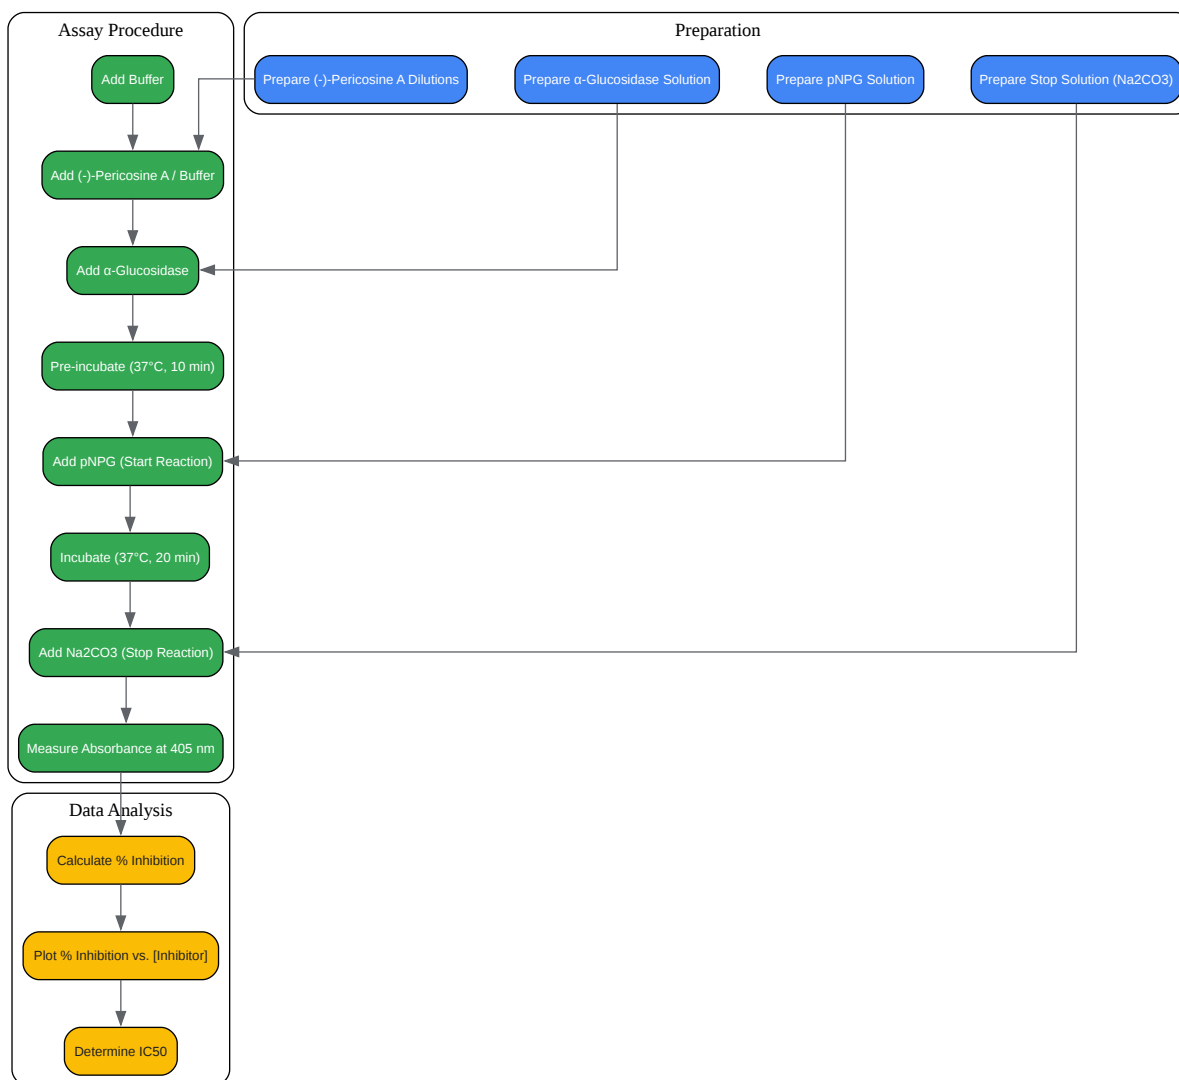 Assay Procedure
Preparation
Add Buffer
Prepare (-)-Pericosine A Dilutions
Prepare α-Glucosidase Solution
Prepare pNPG Solution
Prepare Stop Solution (Na2CO3)
Add (-)-Pericosine A / Buffer
Add α-Glucosidase
Pre-incubate (37°C, 10 min)
Add pNPG (Start Reaction)
Incubate (37°C, 20 min)
Add Na2CO3 (Stop Reaction)
Measure Absorbance at 405 nm
Data Analysis
Calculate % Inhibition
Plot % Inhibition vs. [Inhibitor]
Determine IC50